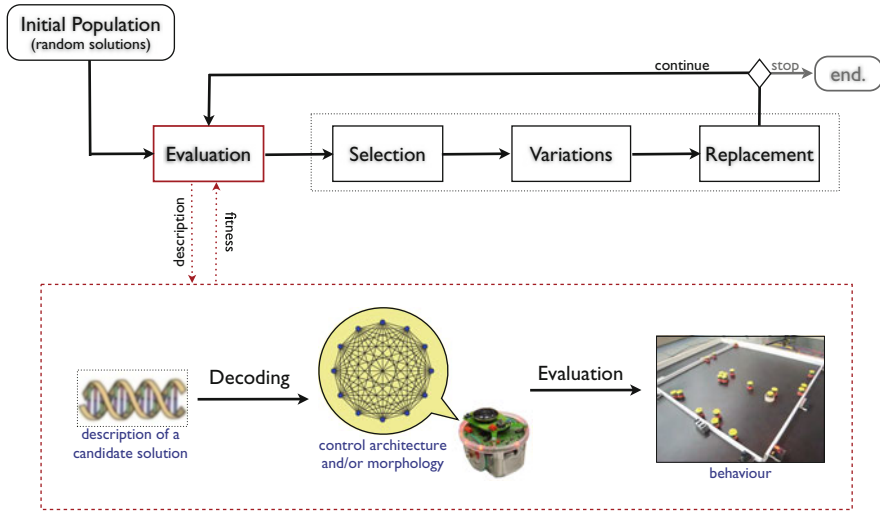 Initial Population
(random solutions)
continue
stop
end.
Evaluation
Selection
Variations
Replacement
description
fitness
Decoding
Evaluation
description of a
candidate solution
control architecture
and/or morphology
behaviour